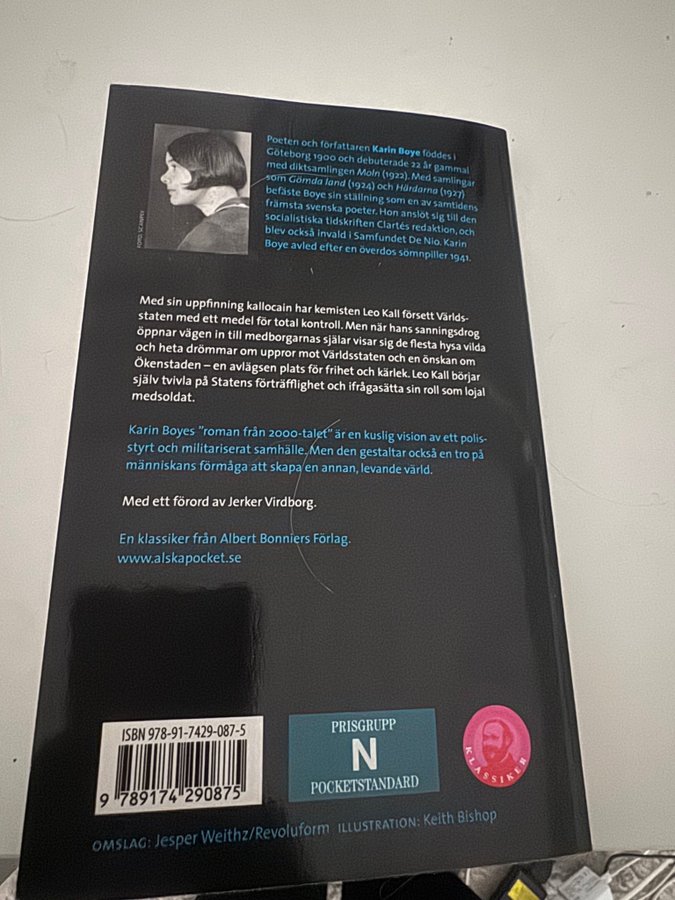 Poeten och författaren Karin Boye föddes i
Göteborg 1900 och debuterade 22 år gammal
med diktsamlingen Moln (1922). Med samlingar
som Gömda land (1924) och Härdarna (1927)
befäste Boye sin ställning som en av samtidens
främsta svenska poeter. Hon anslöt sig till den
socialistiska tidskriften Clartés redaktion, och
blev också invald i Samfundet De Nio. Karin
Boye avled efter en överdos sömnpiller 1941.
FOTO: SCANPIX
Med sin uppfinning kallocain har kemisten Leo Kall försett Världs-
staten med ett medel för total kontroll. Men när hans sanningsdrog
öppnar vägen in till medborgarnas själar visar sig de flesta hysa vilda
och heta drömmar om uppror mot Världsstaten och en önskan om
Ökenstaden – en avlägsen plats för frihet och kärlek. Leo Kall börjar
själv tvivla på Statens förträfflighet och ifrågasätta sin roll som lojal
medsoldat.
Karin Boyes ”roman från 2000-talet” är en kuslig vision av ett polis-
styrt och militariserat samhälle. Men den gestaltar också en tro på
människans förmåga att skapa en annan, levande värld.
Med ett förord av Jerker Virdborg.
En klassiker från Albert Bonniers Förlag.
www.alskapocket.se
ISBN 978-91-7429-087-5
9 789174 290875
PRISGRUPP
N
POCKETSTANDARD
KLASSIKER
OMSLAG: Jesper Weithz/Revoluform ILLUSTRATION: Keith Bishop